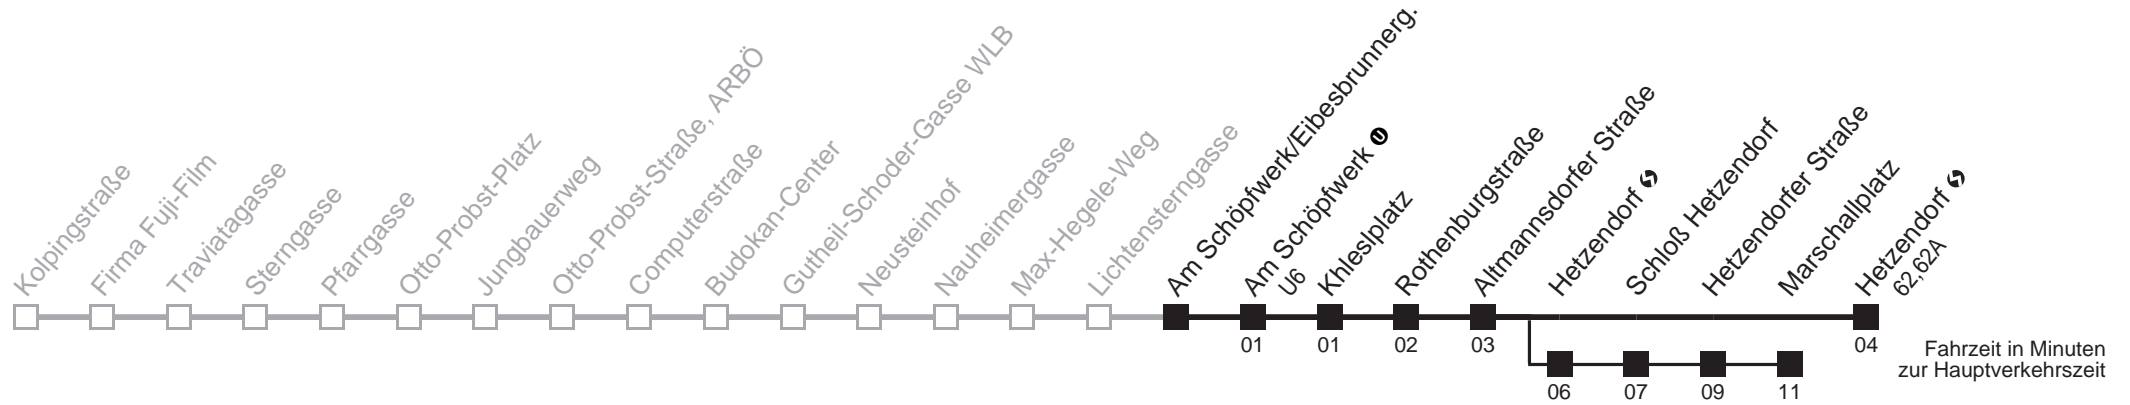 Kolpingstraße
Firma Fuji-Film
Traviatagasse
Sterngasse
Pfarrgasse
Otto-Probst-Platz
Jungbauerweg
Otto-Probst-Straße, ARBÖ
Computerstraße
Budokan-Center
Gutheil-Schoder-Gasse WLB
Neusteinhof
Nauheimergasse
Max-Hegele-Weg
Lichtensterngasse
Am Schöpfwerk/Eibesbrunnerg.
Am Schöpfwerk U
U6
Khleslplatz
Rothenburgstraße
Altmannsdorfer Straße
Hetzendorf
Schloß Hetzendorf
Hetzendorfer Straße
Marschallplatz
Hetzendorf
62,62A
01
01
02
03
04
06
07
09
11
Fahrzeit in Minuten
zur Hauptverkehrszeit